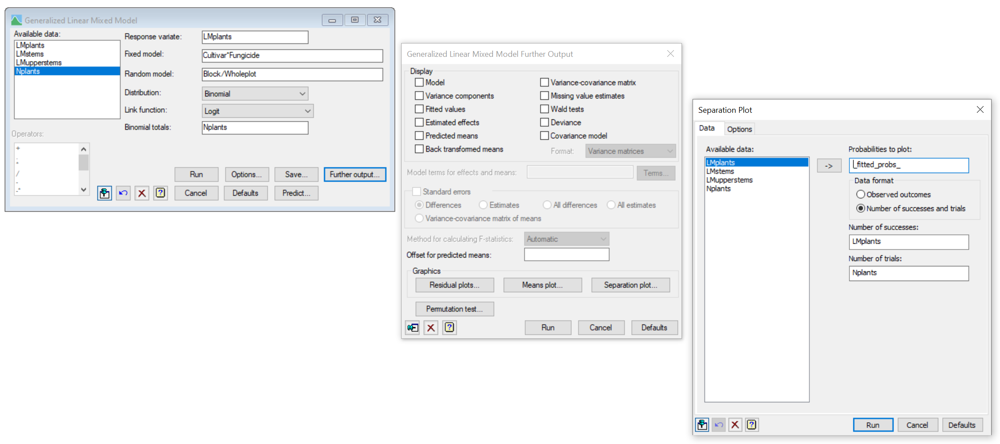 Generalized Linear Mixed Model
Available data:
LMplants
LMstems
LMupperstems
Nplants
Response variate: LMplants
Fixed model: Cultivar*Fungicide
Random model: Block/Wholeplot
Distribution: Binomial
Link function: Logit
Binomial totals: Nplants
Operators:
+
.
*
/
-
-*
Run Options... Save... Further output...
Cancel Defaults Predict...
Generalized Linear Mixed Model Further Output
Display
Model Variance-covariance matrix
Variance components Missing value estimates
Fitted values Wald tests
Estimated effects Deviance
Predicted means Covariance model
Back transformed means Format: Variance matrices
Model terms for effects and means: Terms...
Standard errors
Differences Estimates All differences All estimates
Variance-covariance matrix of means
Method for calculating F-statistics: Automatic
Offset for predicted means:
Graphics
Residual plots... Means plot... Separation plot...
Permutation test...
Run Cancel Defaults
Separation Plot
Data Options
Available data:
LMplants
LMstems
LMupperstems
Nplants
->
Probabilities to plot:
_fitted_probs_
Data format
Observed outcomes
Number of successes and trials
Number of successes:
LMplants
Number of trials:
Nplants
Run Cancel Defaults